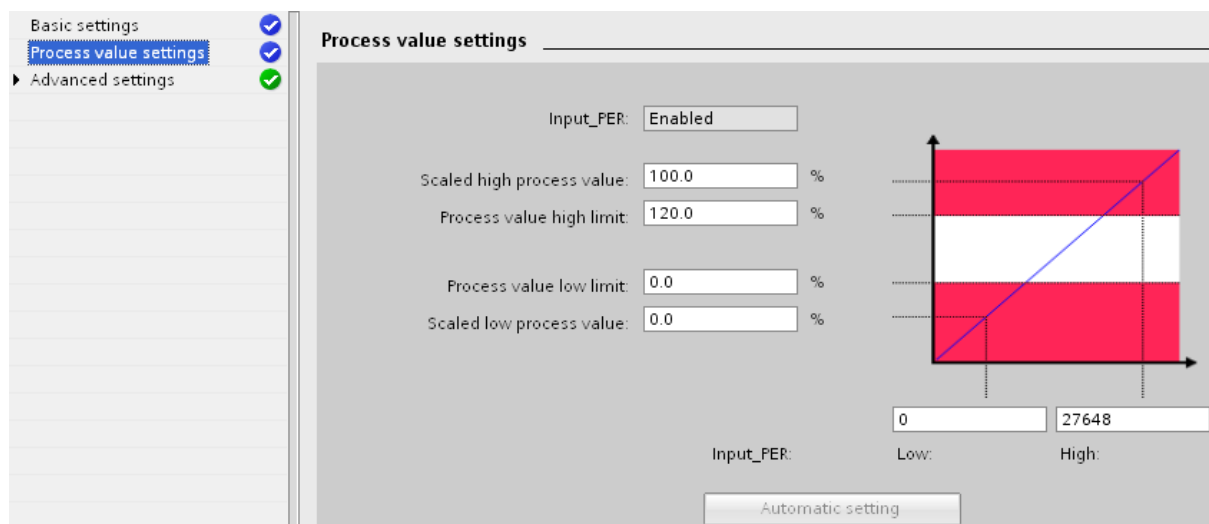 Basic settings
Process value settings
Advanced settings
Process value settings
Input_PER: Enabled
Scaled high process value: 100.0 %
Process value high limit: 120.0 %
Process value low limit: 0.0 %
Scaled low process value: 0.0 %
0 27648
Input_PER: Low: High:
Automatic setting